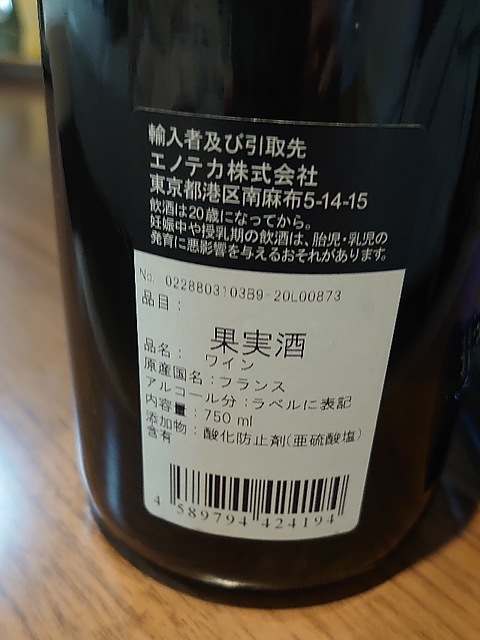 輸入者及び引取先
エノテカ株式会社
東京都港区南麻布5-14-15
飲酒は20歳になってから。
妊娠中や授乳期の飲酒は、胎児・乳児の
発育に悪影響を与えるおそれがあります。
No. 0228803103B9-20L00873
品目：
果実酒
品名： ワイン
原産国名：フランス
アルコール分：ラベルに表記
内容量：750 ml
添加物：酸化防止剤(亜硫酸塩)
含有
4 589794 424194